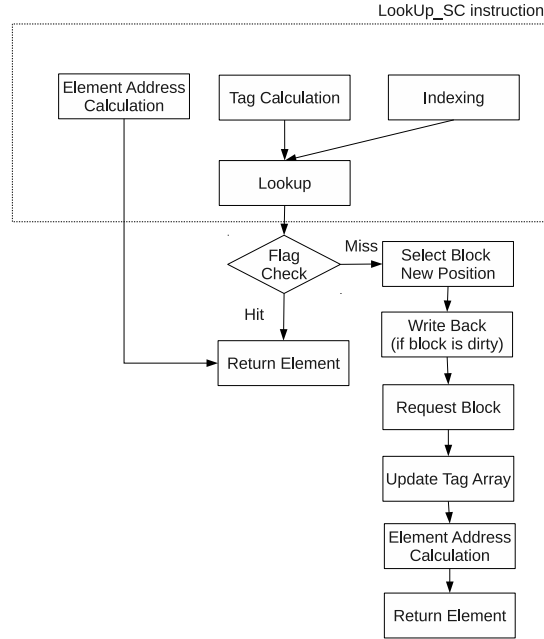 LookUp_SC instruction
Element Address
Calculation
Tag Calculation
Indexing
Lookup
Flag
Check
Miss
Hit
Select Block
New Position
Write Back
(if block is dirty)
Return Element
Request Block
Update Tag Array
Element Address
Calculation
Return Element